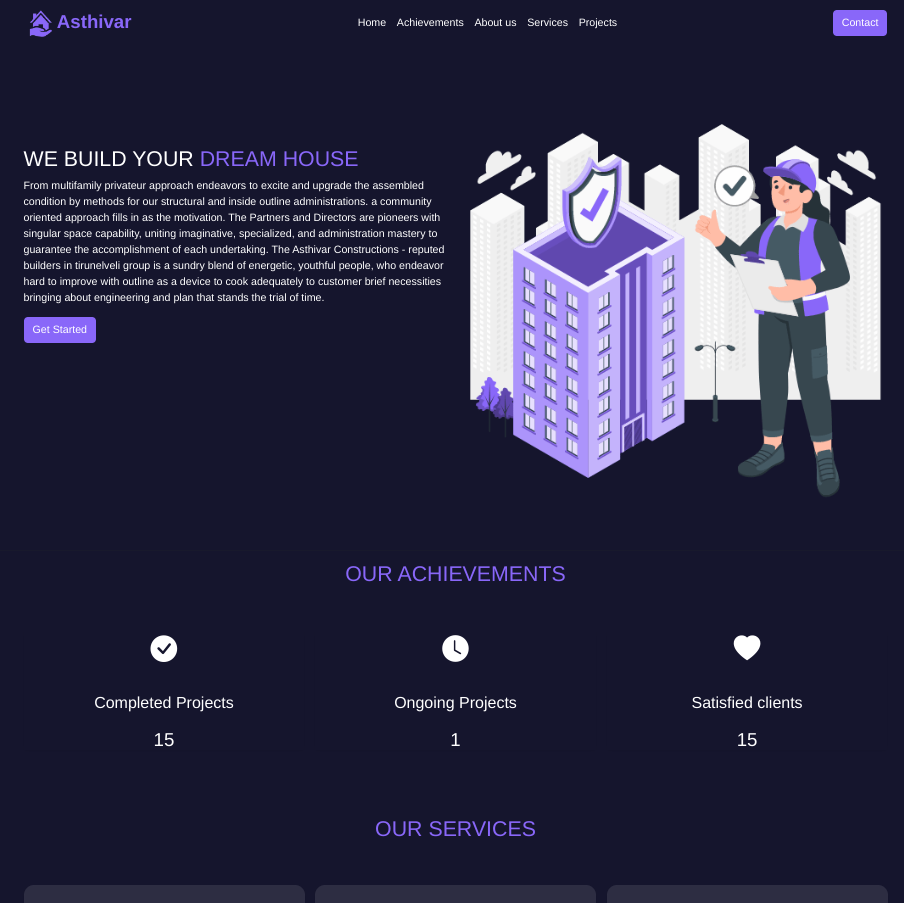 Asthivar
Home Achievements About us Services Projects
Contact
WE BUILD YOUR DREAM HOUSE
From multifamily privateur approach endeavors to excite and upgrade the assembled
condition by methods for our structural and inside outline administrations. a community
oriented approach fills in as the motivation. The Partners and Directors are pioneers with
singular space capability, uniting imaginative, specialized, and administration mastery to
guarantee the accomplishment of each undertaking. The Asthivar Constructions - reputed
builders in tirunelveli group is a sundry blend of energetic, youthful people, who endeavor
hard to improve with outline as a device to cook adequately to customer brief necessities
bringing about engineering and plan that stands the trial of time.
Get Started
OUR ACHIEVEMENTS
Completed Projects
15
Ongoing Projects
1
Satisfied clients
15
OUR SERVICES